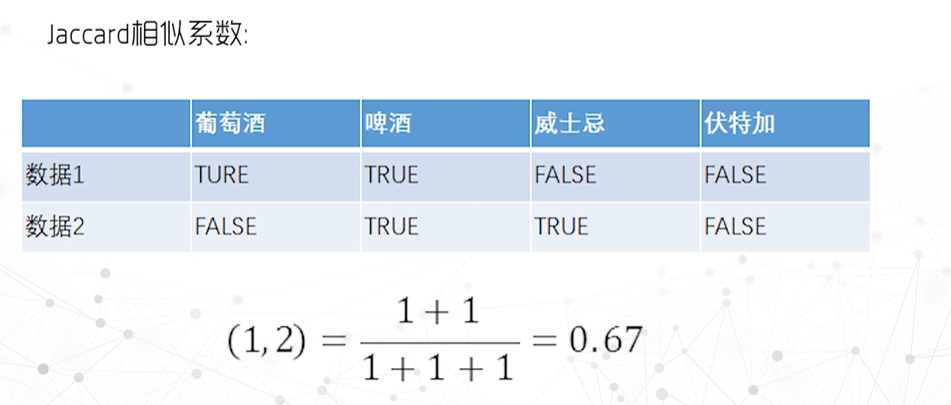 Jaccard相似系数:
葡萄酒 啤酒 威士忌 伏特加
数据1 TURE TRUE FALSE FALSE
数据2 FALSE TRUE TRUE FALSE
(1,2) = \frac{1+1}{1+1+1} = 0.67